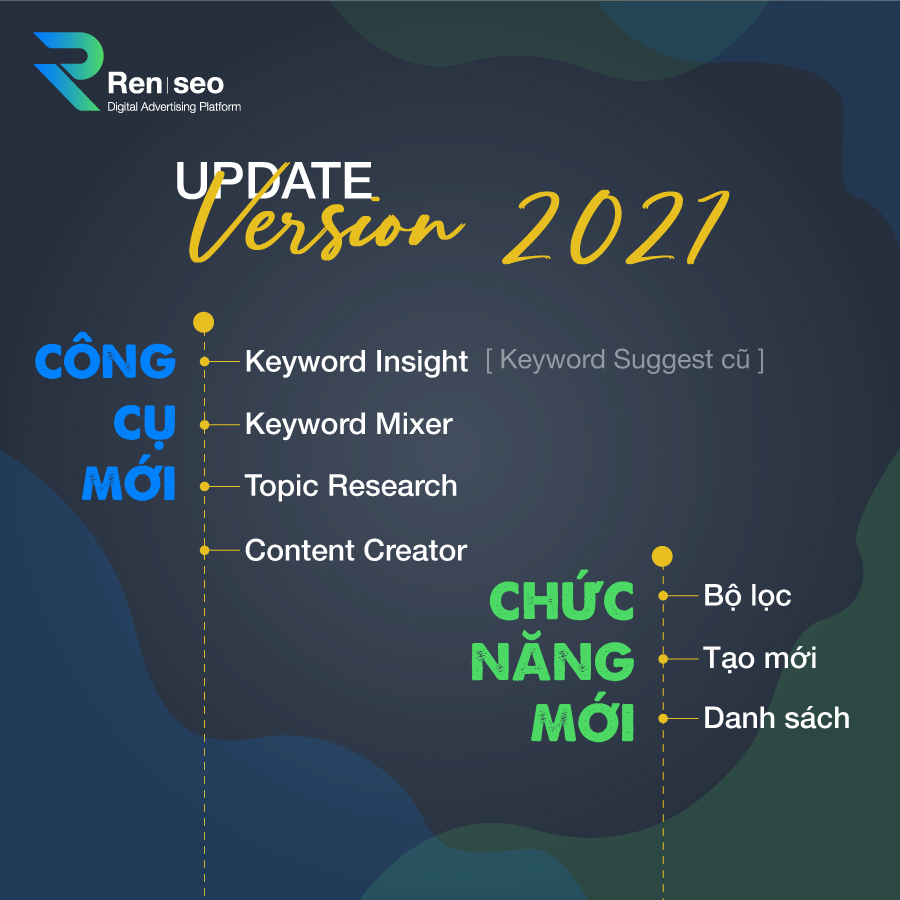 Ren|seo
Digital Advertising Platform
UPDATE
Version 2021
CÔNG
CỤ
MỚI
Keyword Insight [ Keyword Suggest cũ ]
Keyword Mixer
Topic Research
Content Creator
CHỨC
NĂNG
MỚI
Bộ lọc
Tạo mới
Danh sách